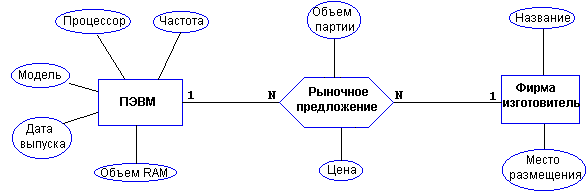 Процессор
Частота
Объем
партии
Название
Модель
ПЭВМ
1
N
Рыночное
предложение
N
1
Фирма
изготовитель
Дата
выпуска
Объем RAM
Цена
Место
размещения